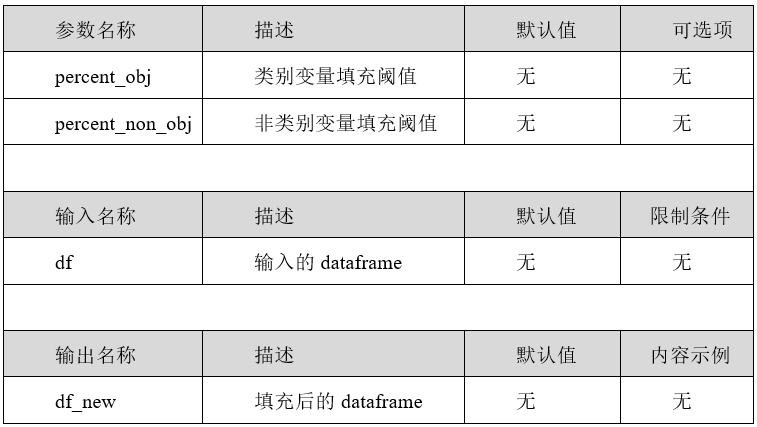 参数名称 描述 默认值 可选项
percent_obj 类别变量填充阈值 无 无
percent_non_obj 非类别变量填充阈值 无 无
输入名称 描述 默认值 限制条件
df 输入的 dataframe 无 无
输出名称 描述 默认值 内容示例
df_new 填充后的 dataframe 无 无